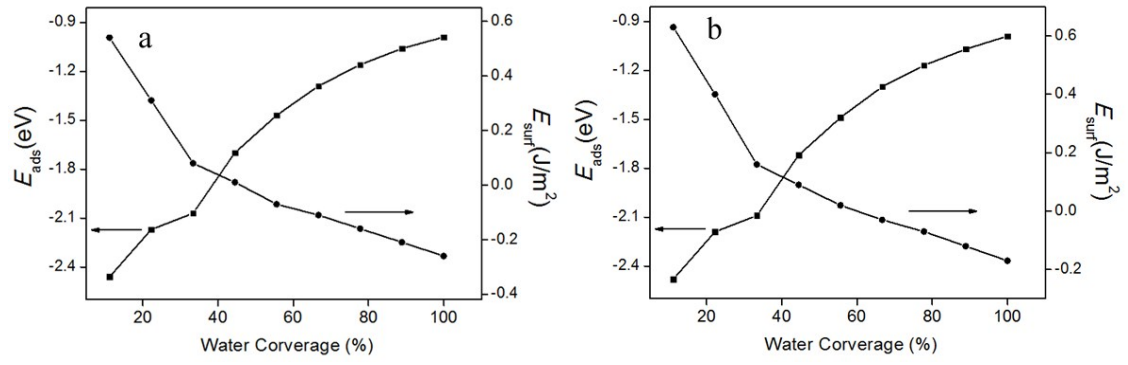 a
-0.9
-1.2
-1.5
-1.8
-2.1
-2.4
E_ads(eV)
0.6
0.4
0.2
0.0
-0.2
-0.4
E_surf(J/m^2)
20 40 60 80 100
Water Corverage (%)
b
-0.9
-1.2
-1.5
-1.8
-2.1
-2.4
E_ads(eV)
0.6
0.4
0.2
0.0
-0.2
E_surf(J/m^2)
20 40 60 80 100
Water Corverage (%)